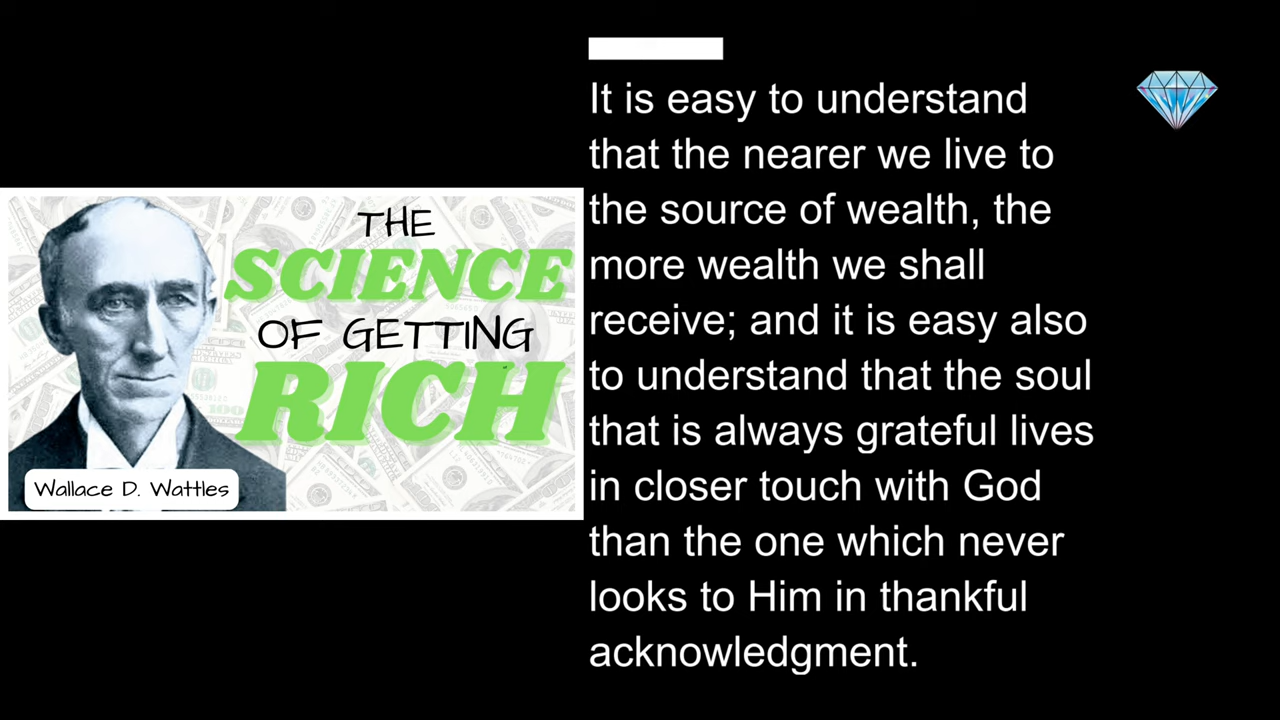 THE
SCIENCE
OF GETTING
RICH
Wallace D. Wattles
It is easy to understand
that the nearer we live to
the source of wealth, the
more wealth we shall
receive; and it is easy also
to understand that the soul
that is always grateful lives
in closer touch with God
than the one which never
looks to Him in thankful
acknowledgment.